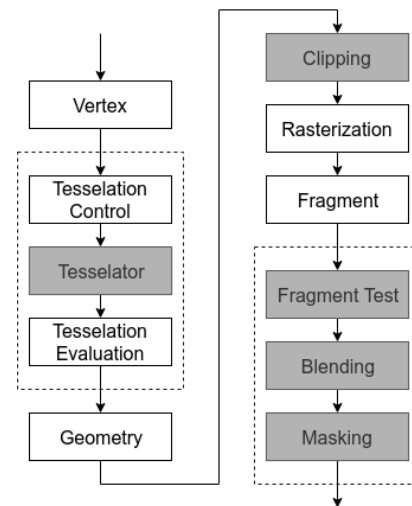 Vertex
Tesselation
Control
Tesselator
Tesselation
Evaluation
Geometry
Clipping
Rasterization
Fragment
Fragment Test
Blending
Masking